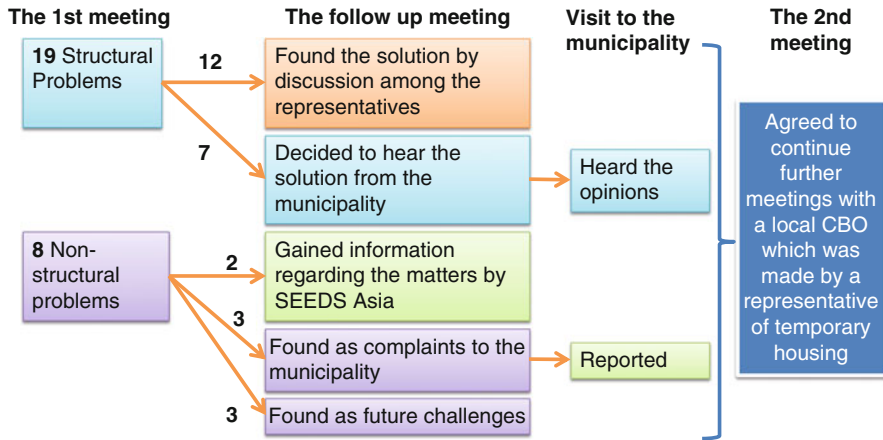 The 1st meeting
The follow up meeting
Visit to the
municipality
The 2nd
meeting
19 Structural
Problems
12
7
Found the solution by
discussion among the
representatives
Decided to hear the
solution from the
municipality
Heard the
opinions
8 Non-
structural
problems
2
3
3
Gained information
regarding the matters by
SEEDS Asia
Found as complaints to the
municipality
Reported
Found as future challenges
Agreed to
continue
further
meetings with
a local CBO
which was
made by a
representative
of temporary
housing